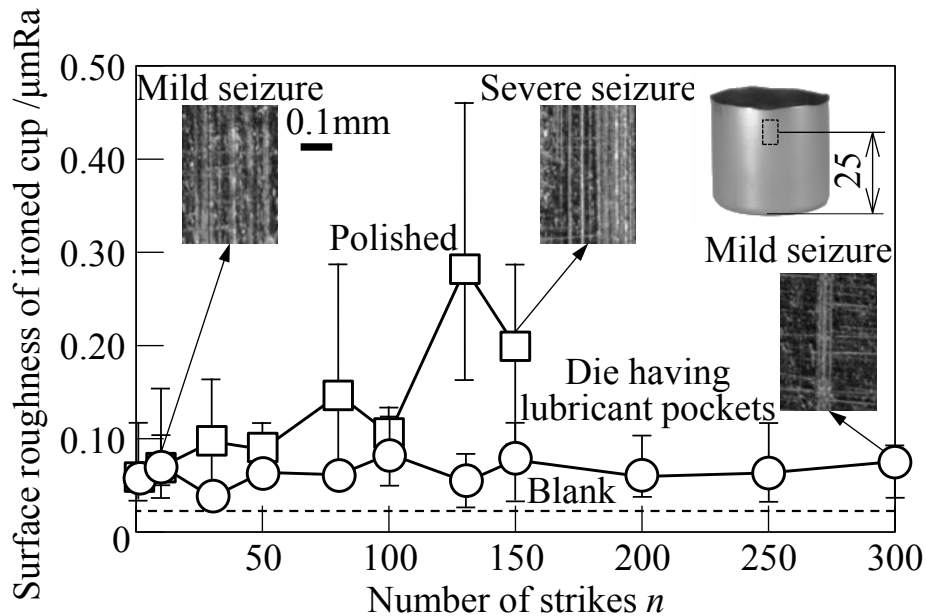 Surface roughness of ironed cup /µmRa
0.50
0.40
0.30
0.20
0.10
0
Mild seizure
0.1mm
Severe seizure
25
Polished
Mild seizure
Die having
lubricant pockets
Blank
50
100
150
200
250
300
Number of strikes n